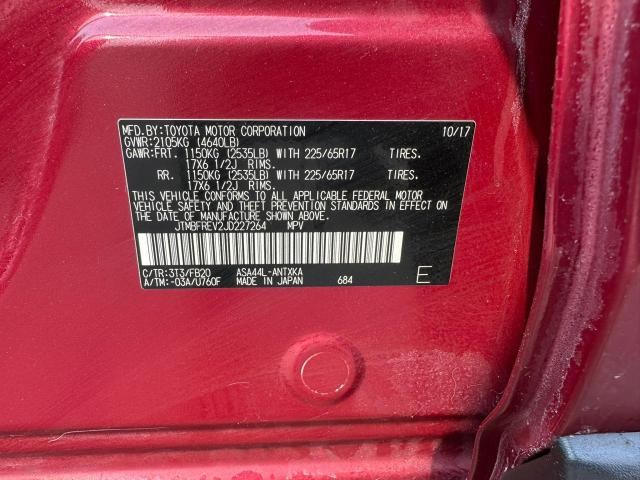 MFD.BY:TOYOTA MOTOR CORPORATION 10/17
GVWR:2105KG (4640LB)
GAWR:FRT. 1150KG (2535LB) WITH 225/65R17 TIRES.
17X6 1/2J RIMS.
RR. 1150KG (2535LB) WITH 225/65R17 TIRES.
17X6 1/2J RIMS.
THIS VEHICLE CONFORMS TO ALL APPLICABLE FEDERAL MOTOR
VEHICLE SAFETY AND THEFT PREVENTION STANDARDS IN EFFECT
ON THE DATE OF MANUFACTURE SHOWN ABOVE.
JTMBFREV2JD227264 MPV
C/TR:3T3/FB20 ASA44L-ANTXKA
A/TM:-03A/U760F MADE IN JAPAN 684 E